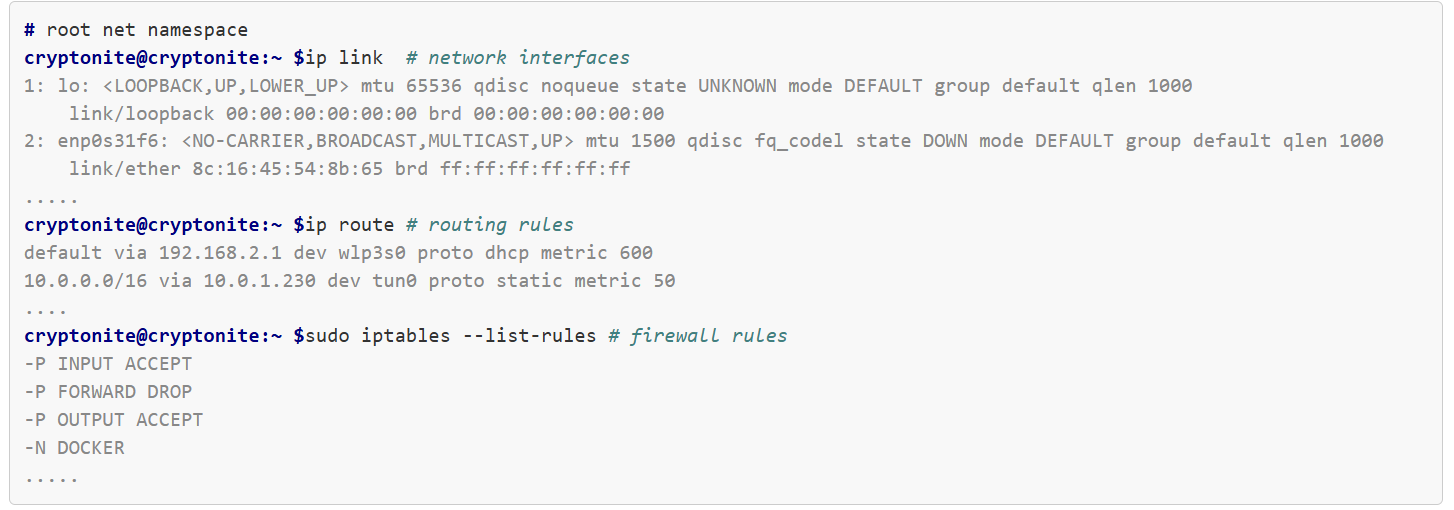 # root net namespace
cryptonite@cryptonite:~ $ip link  # network interfaces
1: lo: <LOOPBACK,UP,LOWER_UP> mtu 65536 qdisc noqueue state UNKNOWN mode DEFAULT group default qlen 1000
    link/loopback 00:00:00:00:00:00 brd 00:00:00:00:00:00
2: enp0s31f6: <NO-CARRIER,BROADCAST,MULTICAST,UP> mtu 1500 qdisc fq_codel state DOWN mode DEFAULT group default qlen 1000
    link/ether 8c:16:45:54:8b:65 brd ff:ff:ff:ff:ff:ff
.....
cryptonite@cryptonite:~ $ip route # routing rules
default via 192.168.2.1 dev wlp3s0 proto dhcp metric 600
10.0.0.0/16 via 10.0.1.230 dev tun0 proto static metric 50
....
cryptonite@cryptonite:~ $sudo iptables --list-rules # firewall rules
-P INPUT ACCEPT
-P FORWARD DROP
-P OUTPUT ACCEPT
-N DOCKER
.....